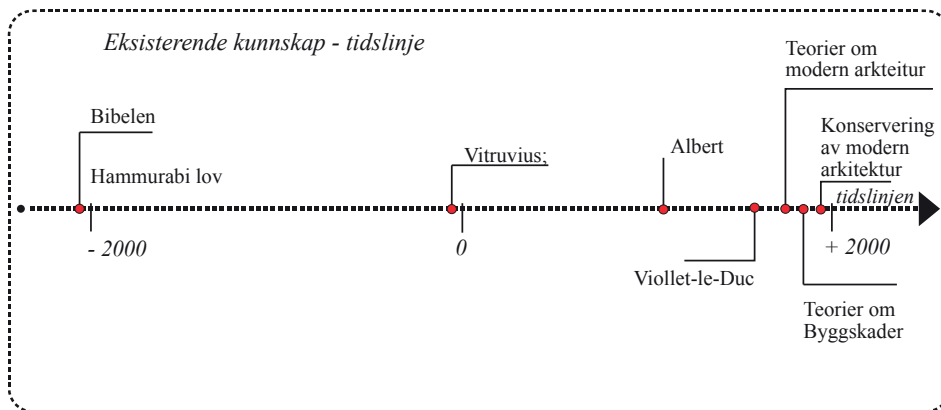 Eksisterende kunnskap - tidslinje
Teorier om
modern arkteitur
Bibelen
Konservering
av modern
arkitektur
Hammurabi lov
Vitruvius;
Albert
tidslinjen
- 2000
0
+ 2000
Viollet-le-Duc
Teorier om
Byggskader